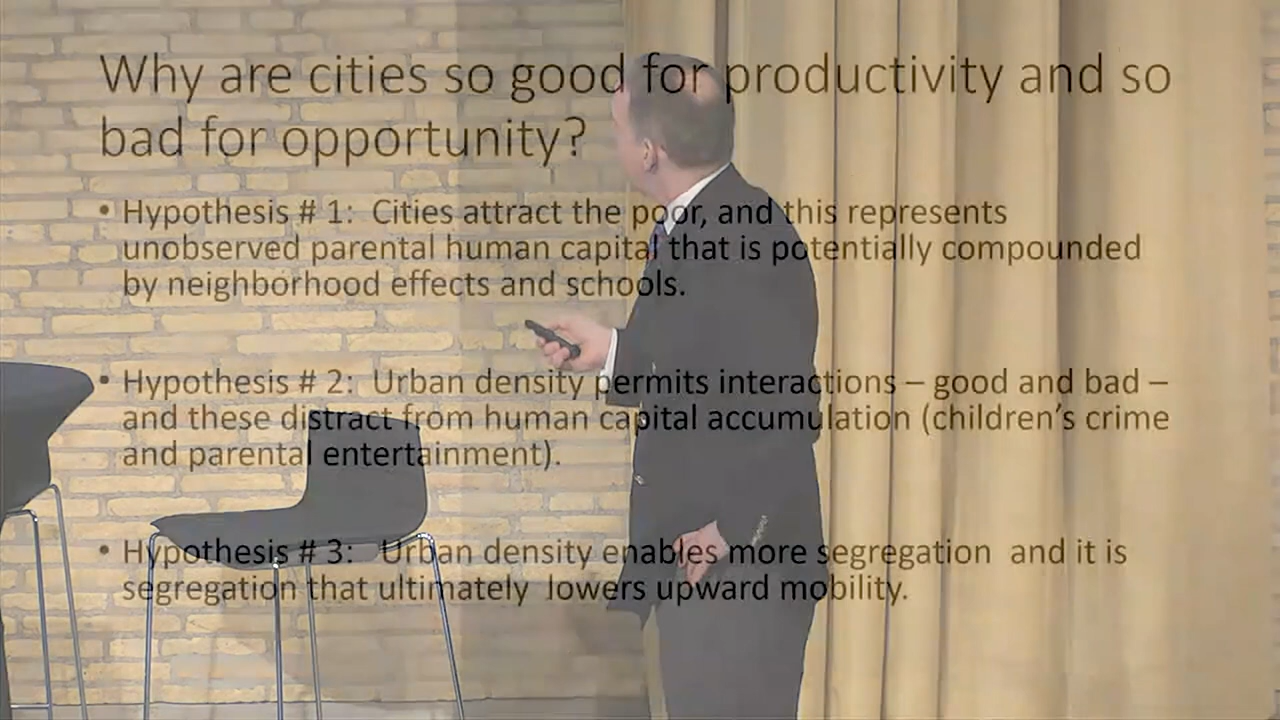 Why are cities so good for productivity and so
bad for opportunity?
• Hypothesis # 1:  Cities attract the poor, and this represents
unobserved parental human capital that is potentially compounded
by neighborhood effects and schools.
• Hypothesis # 2:  Urban density permits interactions – good and bad –
and these distract from human capital accumulation (children’s crime
and parental entertainment).
• Hypothesis # 3:   Urban density enables more segregation  and it is
segregation that ultimately  lowers upward mobility.